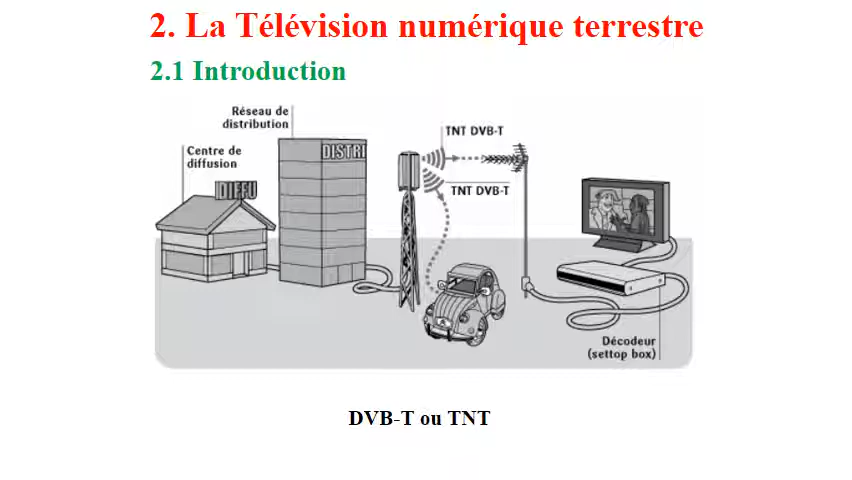 2. La Télévision numérique terrestre
2.1 Introduction
Réseau de
distribution
Centre de
diffusion
DIFFU
DISTRI
TNT DVB-T
TNT DVB-T
Décodeur
(settop box)
DVB-T ou TNT